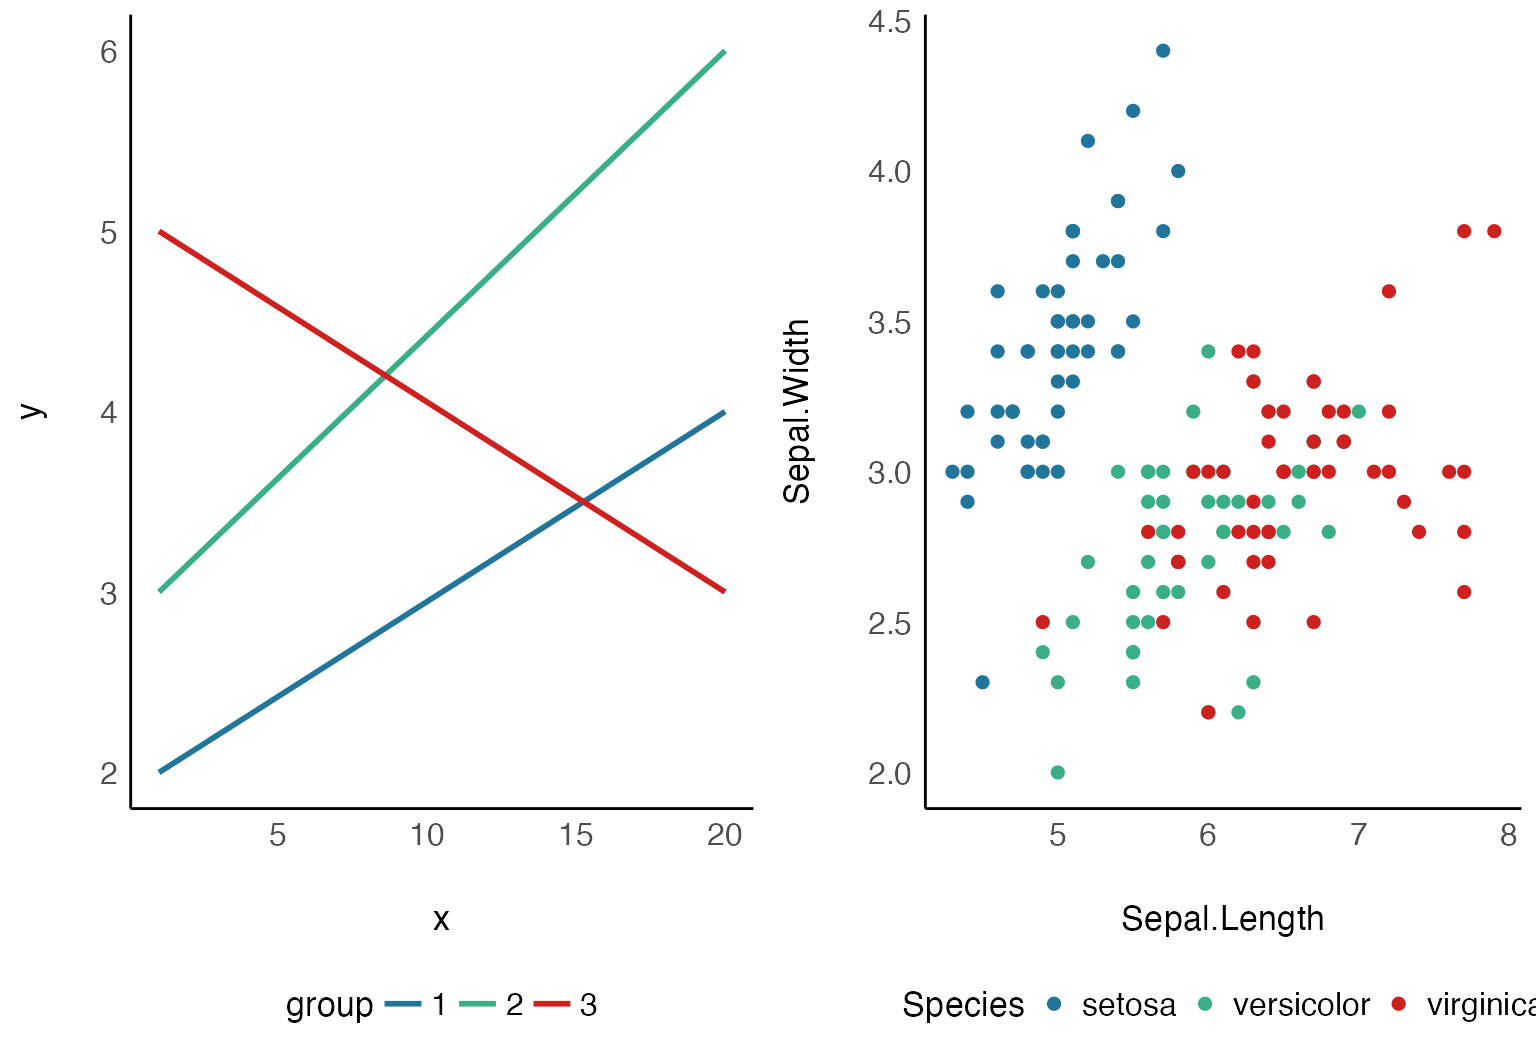 6
5
4
3
2
y
5 10 15 20
x
group 1 2 3
4.5
4.0
3.5
3.0
2.5
2.0
Sepal.Width
5 6 7 8
Sepal.Length
Species setosa versicolor virginica